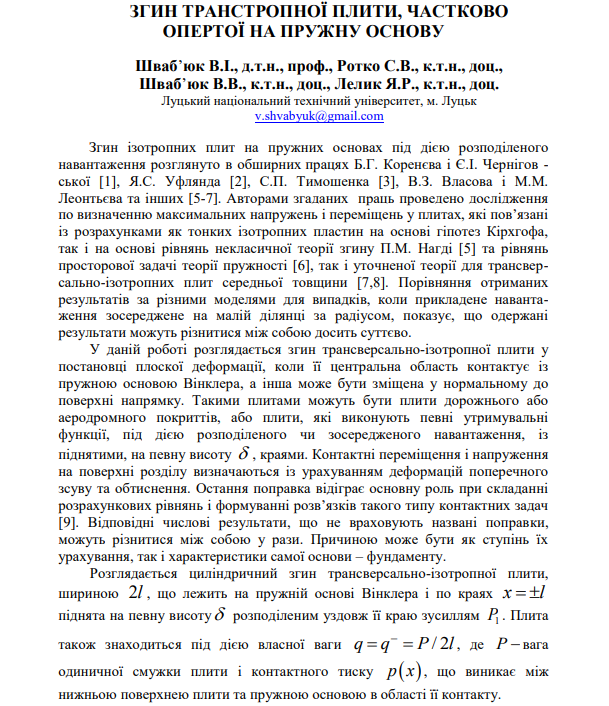 ЗГИН ТРАНСТРОПНОЇ ПЛИТИ, ЧАСТКОВО
ОПЕРТОЇ НА ПРУЖНУ ОСНОВУ
Шваб’юк В.І., д.т.н., проф., Ротко С.В., к.т.н., доц.,
Шваб’юк В.В., к.т.н., доц., Лелик Я.Р., к.т.н., доц.
Луцький національний технічний університет, м. Луцьк
v.shvabyuk@gmail.com
Згин ізотропних плит на пружних основах під дією розподіленого
навантаження розглянуто в обширних працях Б.Г. Коренєва і Є.І. Чернігов -
ської [1], Я.С. Уфлянда [2], С.П. Тимошенка [3], В.З. Власова і М.М.
Леонтьєва та інших [5-7]. Авторами згаданих праць проведено дослідження
по визначенню максимальних напружень і переміщень у плитах, які пов’язані
із розрахунками як тонких ізотропних пластин на основі гіпотез Кірхгофа,
так і на основі рівнянь некласичної теорії згину П.М. Нагді [5] та рівнянь
просторової задачі теорії пружності [6], так і уточненої теорії для трансвер-
сально-ізотропних плит середньої товщини [7,8]. Порівняння отриманих
результатів за різними моделями для випадків, коли прикладене наванта-
ження зосереджене на малій ділянці за радіусом, показує, що одержані
результати можуть різнитися між собою досить суттєво.
У даній роботі розглядається згин трансверсально-ізотропної плити у
постановці плоскої деформації, коли її центральна область контактує із
пружною основою Вінклера, а інша може бути зміщена у нормальному до
поверхні напрямку. Такими плитами можуть бути плити дорожнього або
аеродромного покриттів, або плити, які виконують певні утримувальні
функції, під дією розподіленого чи зосередженого навантаження, із
піднятими, на певну висоту δ , краями. Контактні переміщення і напруження
на поверхні розділу визначаються із урахуванням деформацій поперечного
зсуву та обтиснення. Остання поправка відіграє основну роль при складанні
розрахункових рівнянь і формуванні розв’язків такого типу контактних задач
[9]. Відповідні числові результати, що не враховують названі поправки,
можуть різнитися між собою у рази. Причиною може бути як ступінь їх
урахування, так і характеристики самої основи – фундаменту.
Розглядається циліндричний згин трансверсально-ізотропної плити,
шириною 2l , що лежить на пружній основі Вінклера і по краях x = ±l
піднята на певну висоту δ розподіленим уздовж її краю зусиллям P₁ . Плита
також знаходиться під дією власної ваги q = q⁻ = P / 2l , де P – вага
одиничної смужки плити і контактного тиску p(x) , що виникає між
нижньою поверхнею плити та пружною основою в області її контакту.